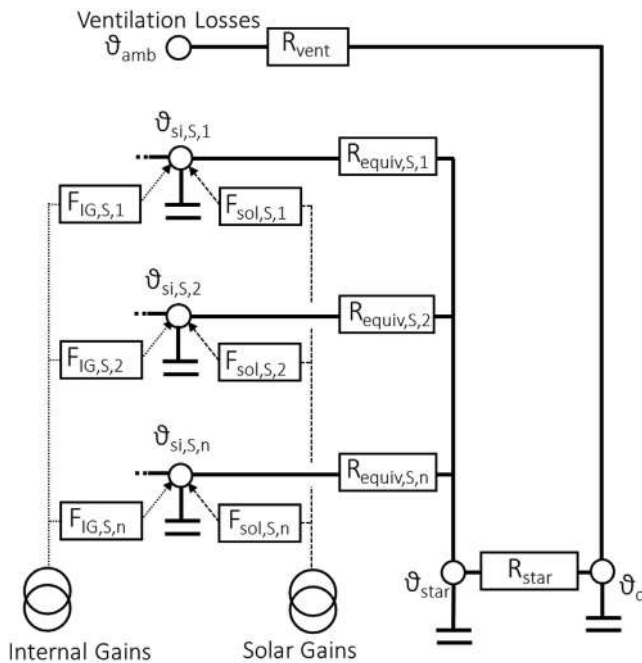 Ventilation Losses
ϑamb
Rvent
ϑsi,S,1
Requiv,S,1
FIG,S,1
Fsol,S,1
ϑsi,S,2
Requiv,S,2
FIG,S,2
Fsol,S,2
ϑsi,S,n
Requiv,S,n
FIG,S,n
Fsol,S,n
ϑstar
Rstar
ϑc
Internal Gains
Solar Gains